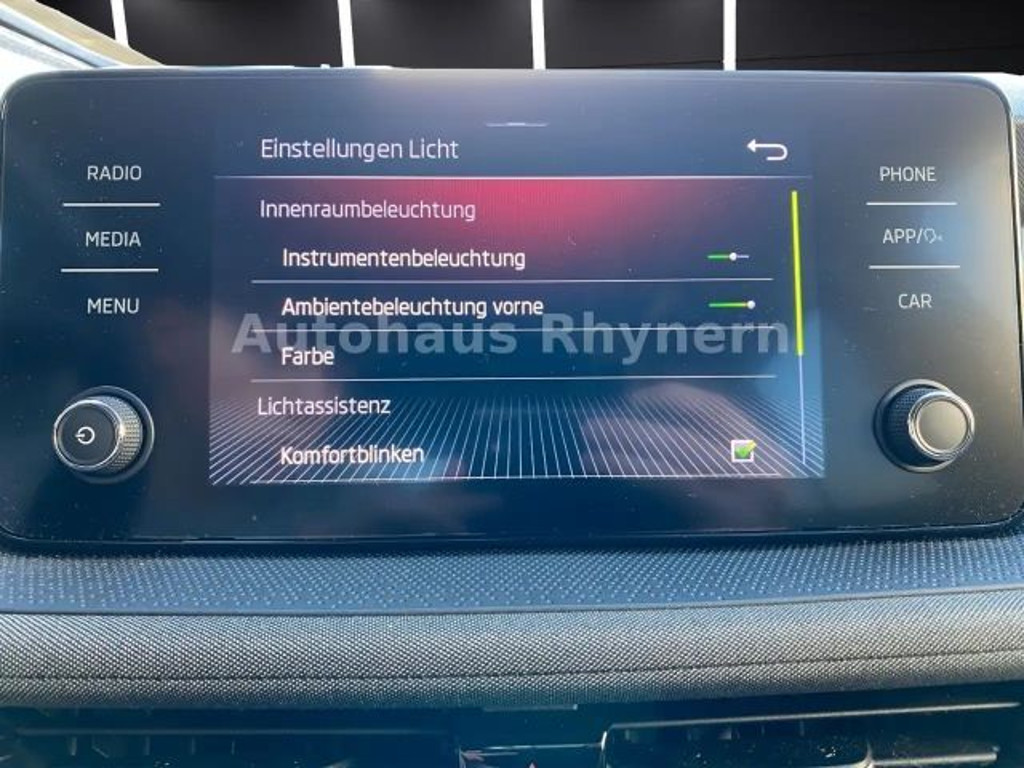 Einstellungen Licht
RADIO
MEDIA
MENU
Innenraumbeleuchtung
Instrumentenbeleuchtung
Ambientebeleuchtung vorne
Autohaus Rhynern
Farbe
Lichtassistenz
Komfortblinken
PHONE
APP/
CAR